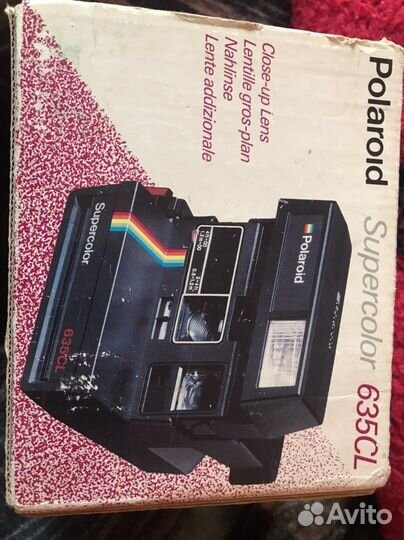 Polaroid Supercolor 635CL
Close-up Lens
Lentille gros-plan
Nahlinse
Lente addizionale
Polaroid
Supercolor
635CL
Avito